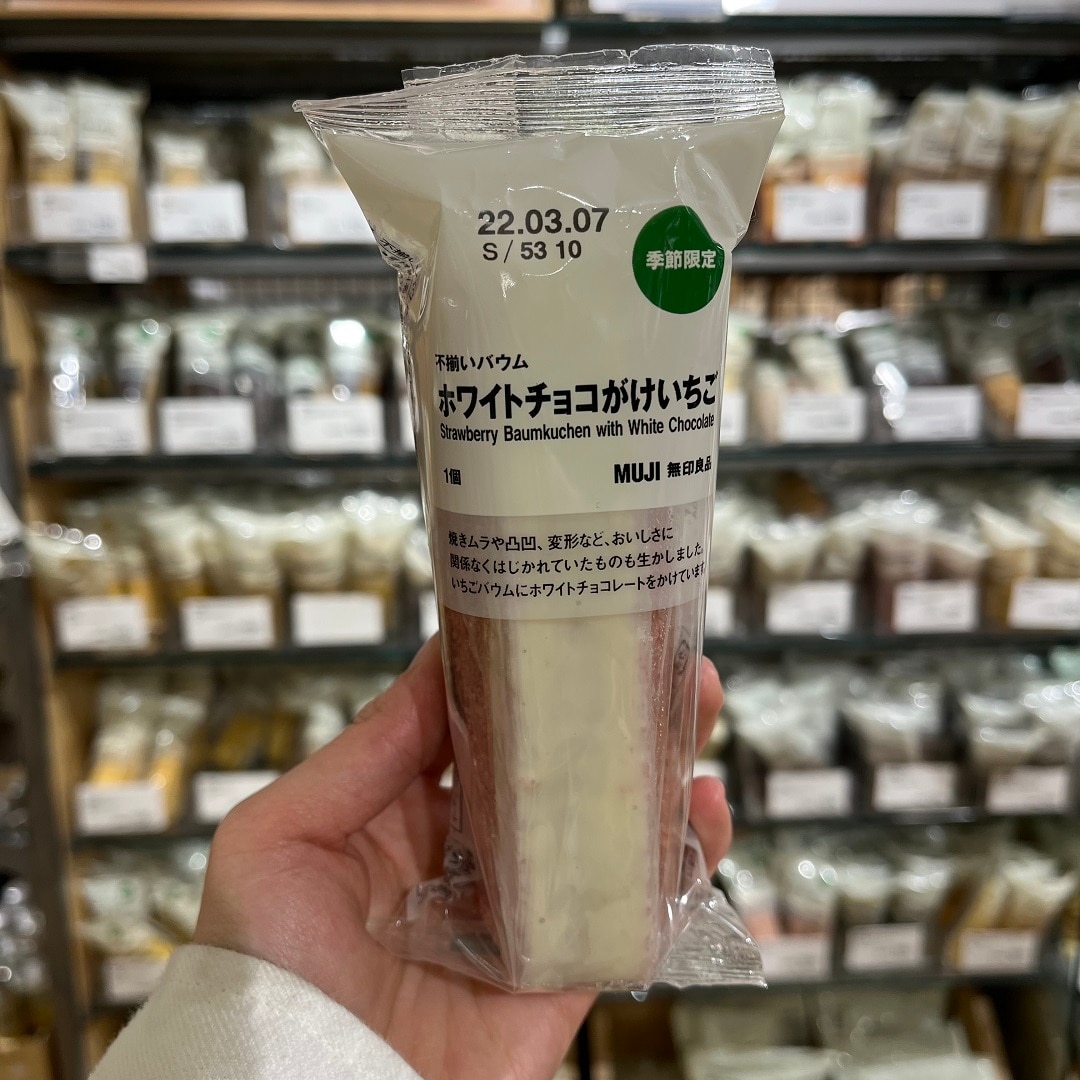 22.03.07
S/53 10
季節限定
不揃いバウム
ホワイトチョコがけいちご
Strawberry Baumkuchen with White Chocolate
1個
MUJI 無印良品
焼きムラや凸凹、変形など、おいしさに
関係なくはじかれていたものも生かしました。
いちごバウムにホワイトチョコレートをかけています